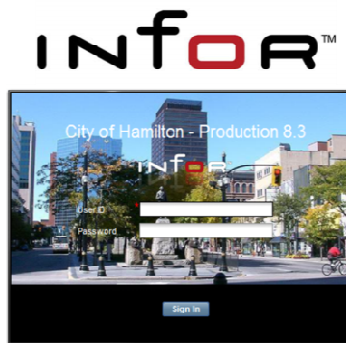 infor™
City of Hamilton - Production 8.3
infor
User ID
Password
Sign In